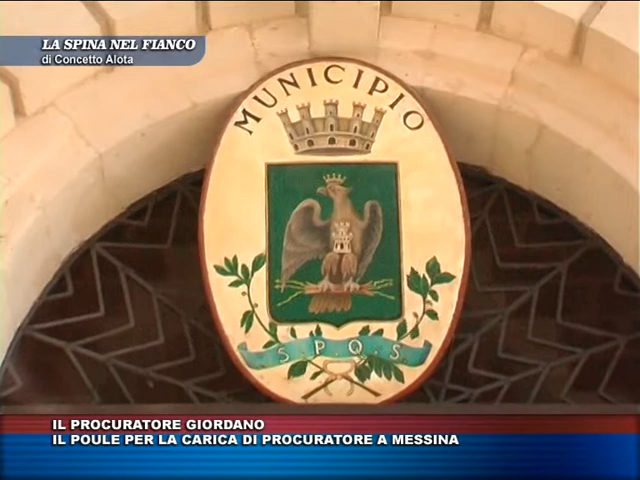 LA SPINA NEL FIANCO
di Concetto Alota
MUNICIPIO
S.P.Q.S.
IL PROCURATORE GIORDANO
IL POULE PER LA CARICA DI PROCURATORE A MESSINA